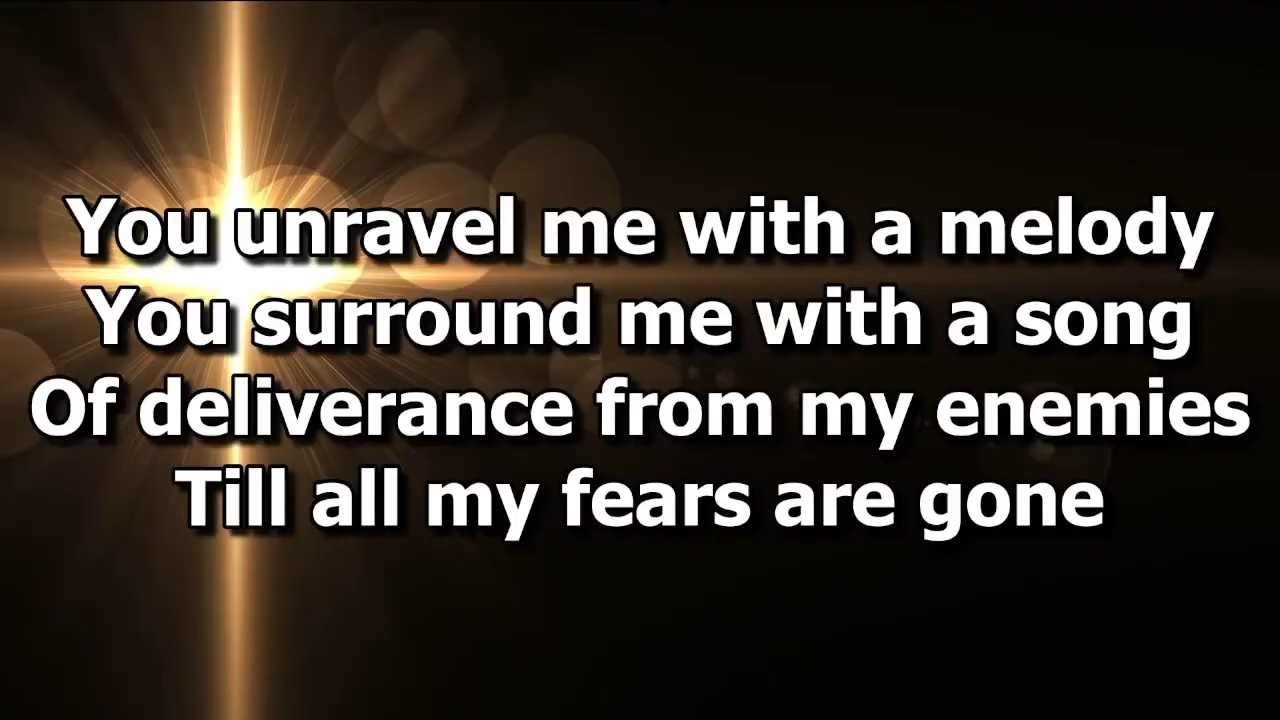 You unravel me with a melody
You surround me with a song
Of deliverance from my enemies
Till all my fears are gone